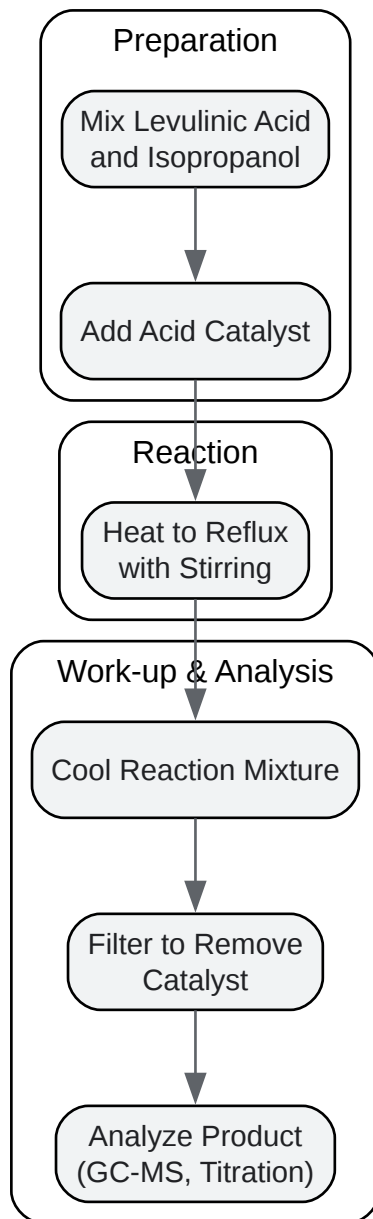 Preparation
Mix Levulinic Acid
and Isopropanol
Add Acid Catalyst
Reaction
Heat to Reflux
with Stirring
Work-up & Analysis
Cool Reaction Mixture
Filter to Remove
Catalyst
Analyze Product
(GC-MS, Titration)